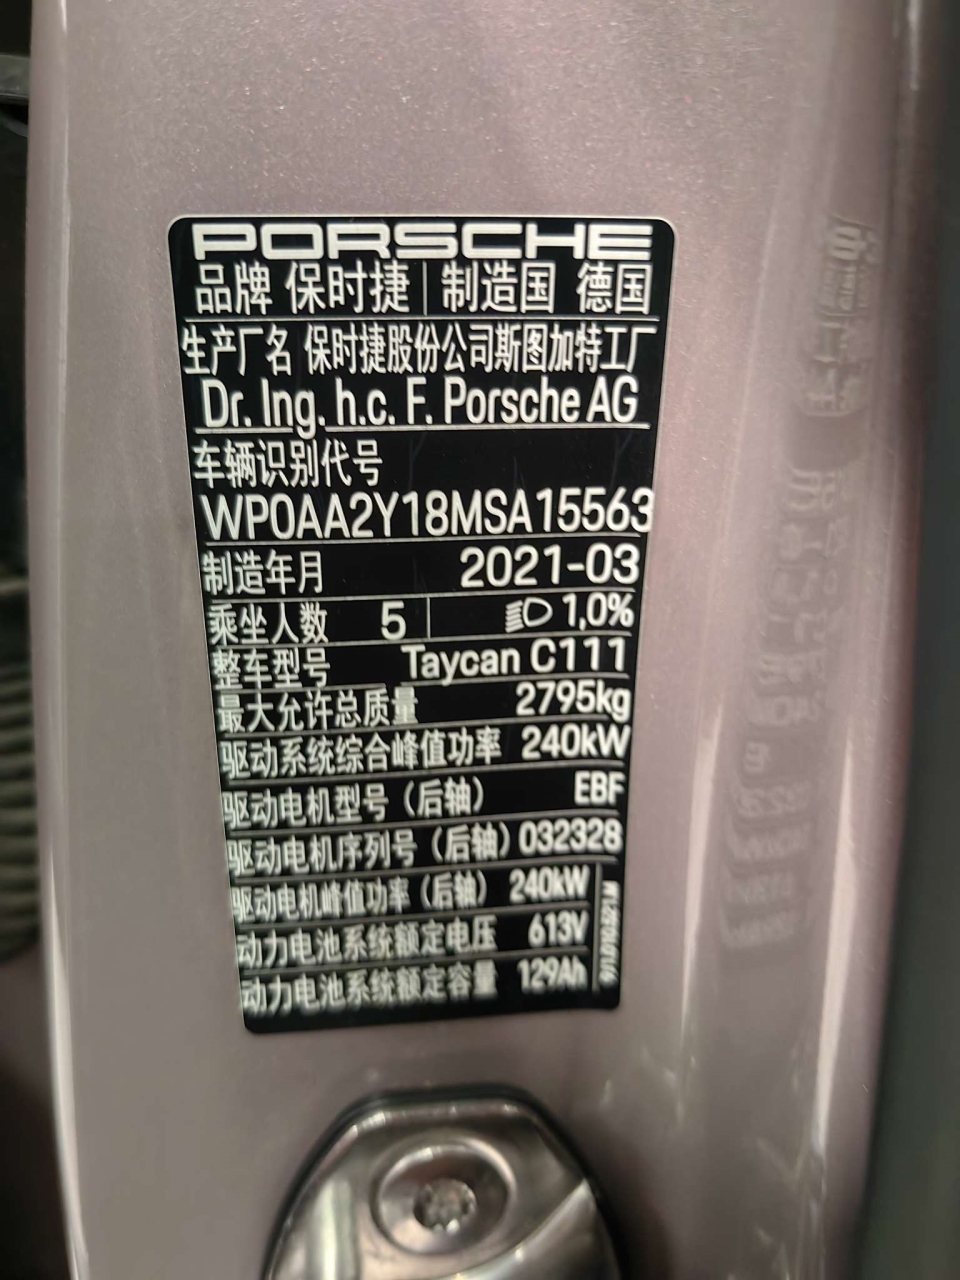 PORSCHE
品牌 保时捷 制造国 德国
生产厂名 保时捷股份公司斯图加特工厂
Dr. Ing. h.c. F. Porsche AG
车辆识别代号
WP0AA2Y18MSA15563
制造年月 2021-03
乘坐人数 5 1,0%
整车型号 Taycan C111
最大允许总质量 2795kg
驱动系统综合峰值功率 240kW
驱动电机型号（后轴） EBF
驱动电机序列号（后轴）032328
驱动电机峰值功率（后轴） 240kW
动力电池系统额定电压 613V
动力电池系统额定容量 129Ah